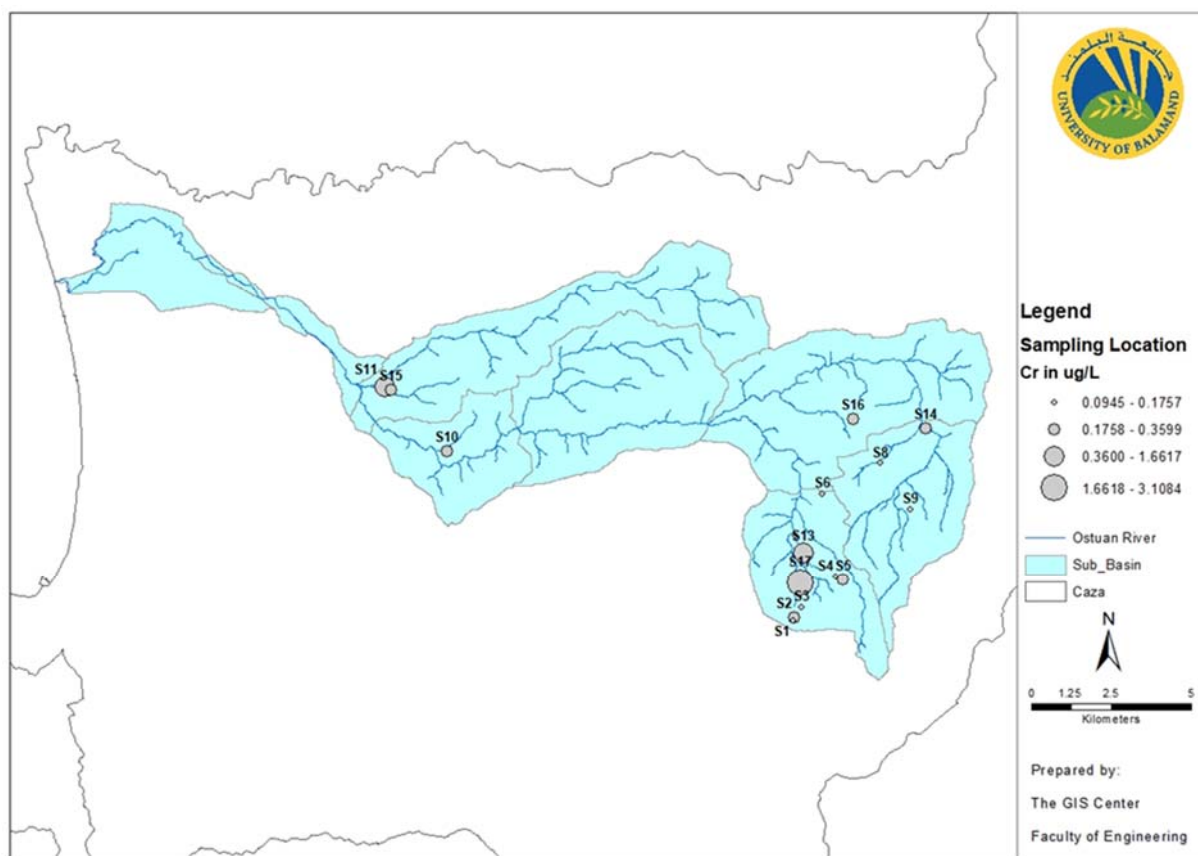 جامعة البلمند
UNIVERSITY OF BALAMAND
S11
S15
S10
S16
S14
S8
S6
S9
S13
S17
S4
S5
S3
S2
S1
Legend
Sampling Location
Cr in ug/L
0.0945 - 0.1757
0.1758 - 0.3599
0.3600 - 1.6617
1.6618 - 3.1084
Ostuan River
Sub_Basin
Caza
N
0 1.25 2.5 5
Kilometers
Prepared by:
The GIS Center
Faculty of Engineering